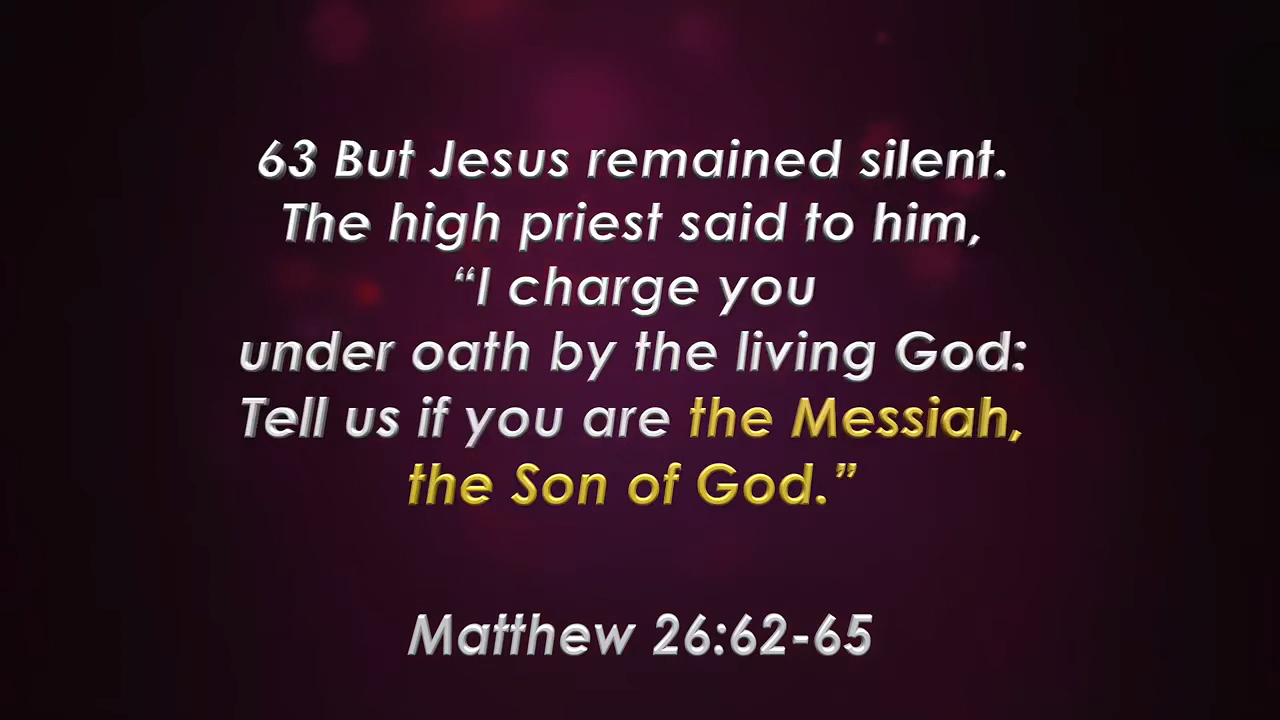 63 But Jesus remained silent.
The high priest said to him,
“I charge you
under oath by the living God:
Tell us if you are the Messiah,
the Son of God.”
Matthew 26:62-65